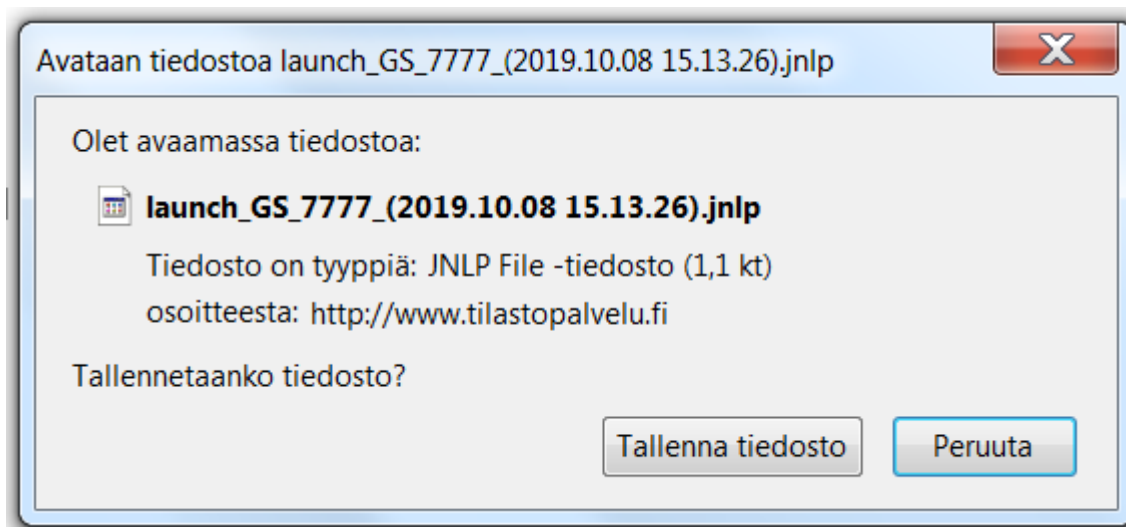 Avataan tiedostoa launch_GS_7777_(2019.10.08 15.13.26).jnlp
Olet avaamassa tiedostoa:
launch_GS_7777_(2019.10.08 15.13.26).jnlp
Tiedosto on tyyppiä: JNLP File -tiedosto (1,1 kt)
osoitteesta: http://www.tilastopalvelu.fi
Tallennetaanko tiedosto?
Tallenna tiedosto Peruuta